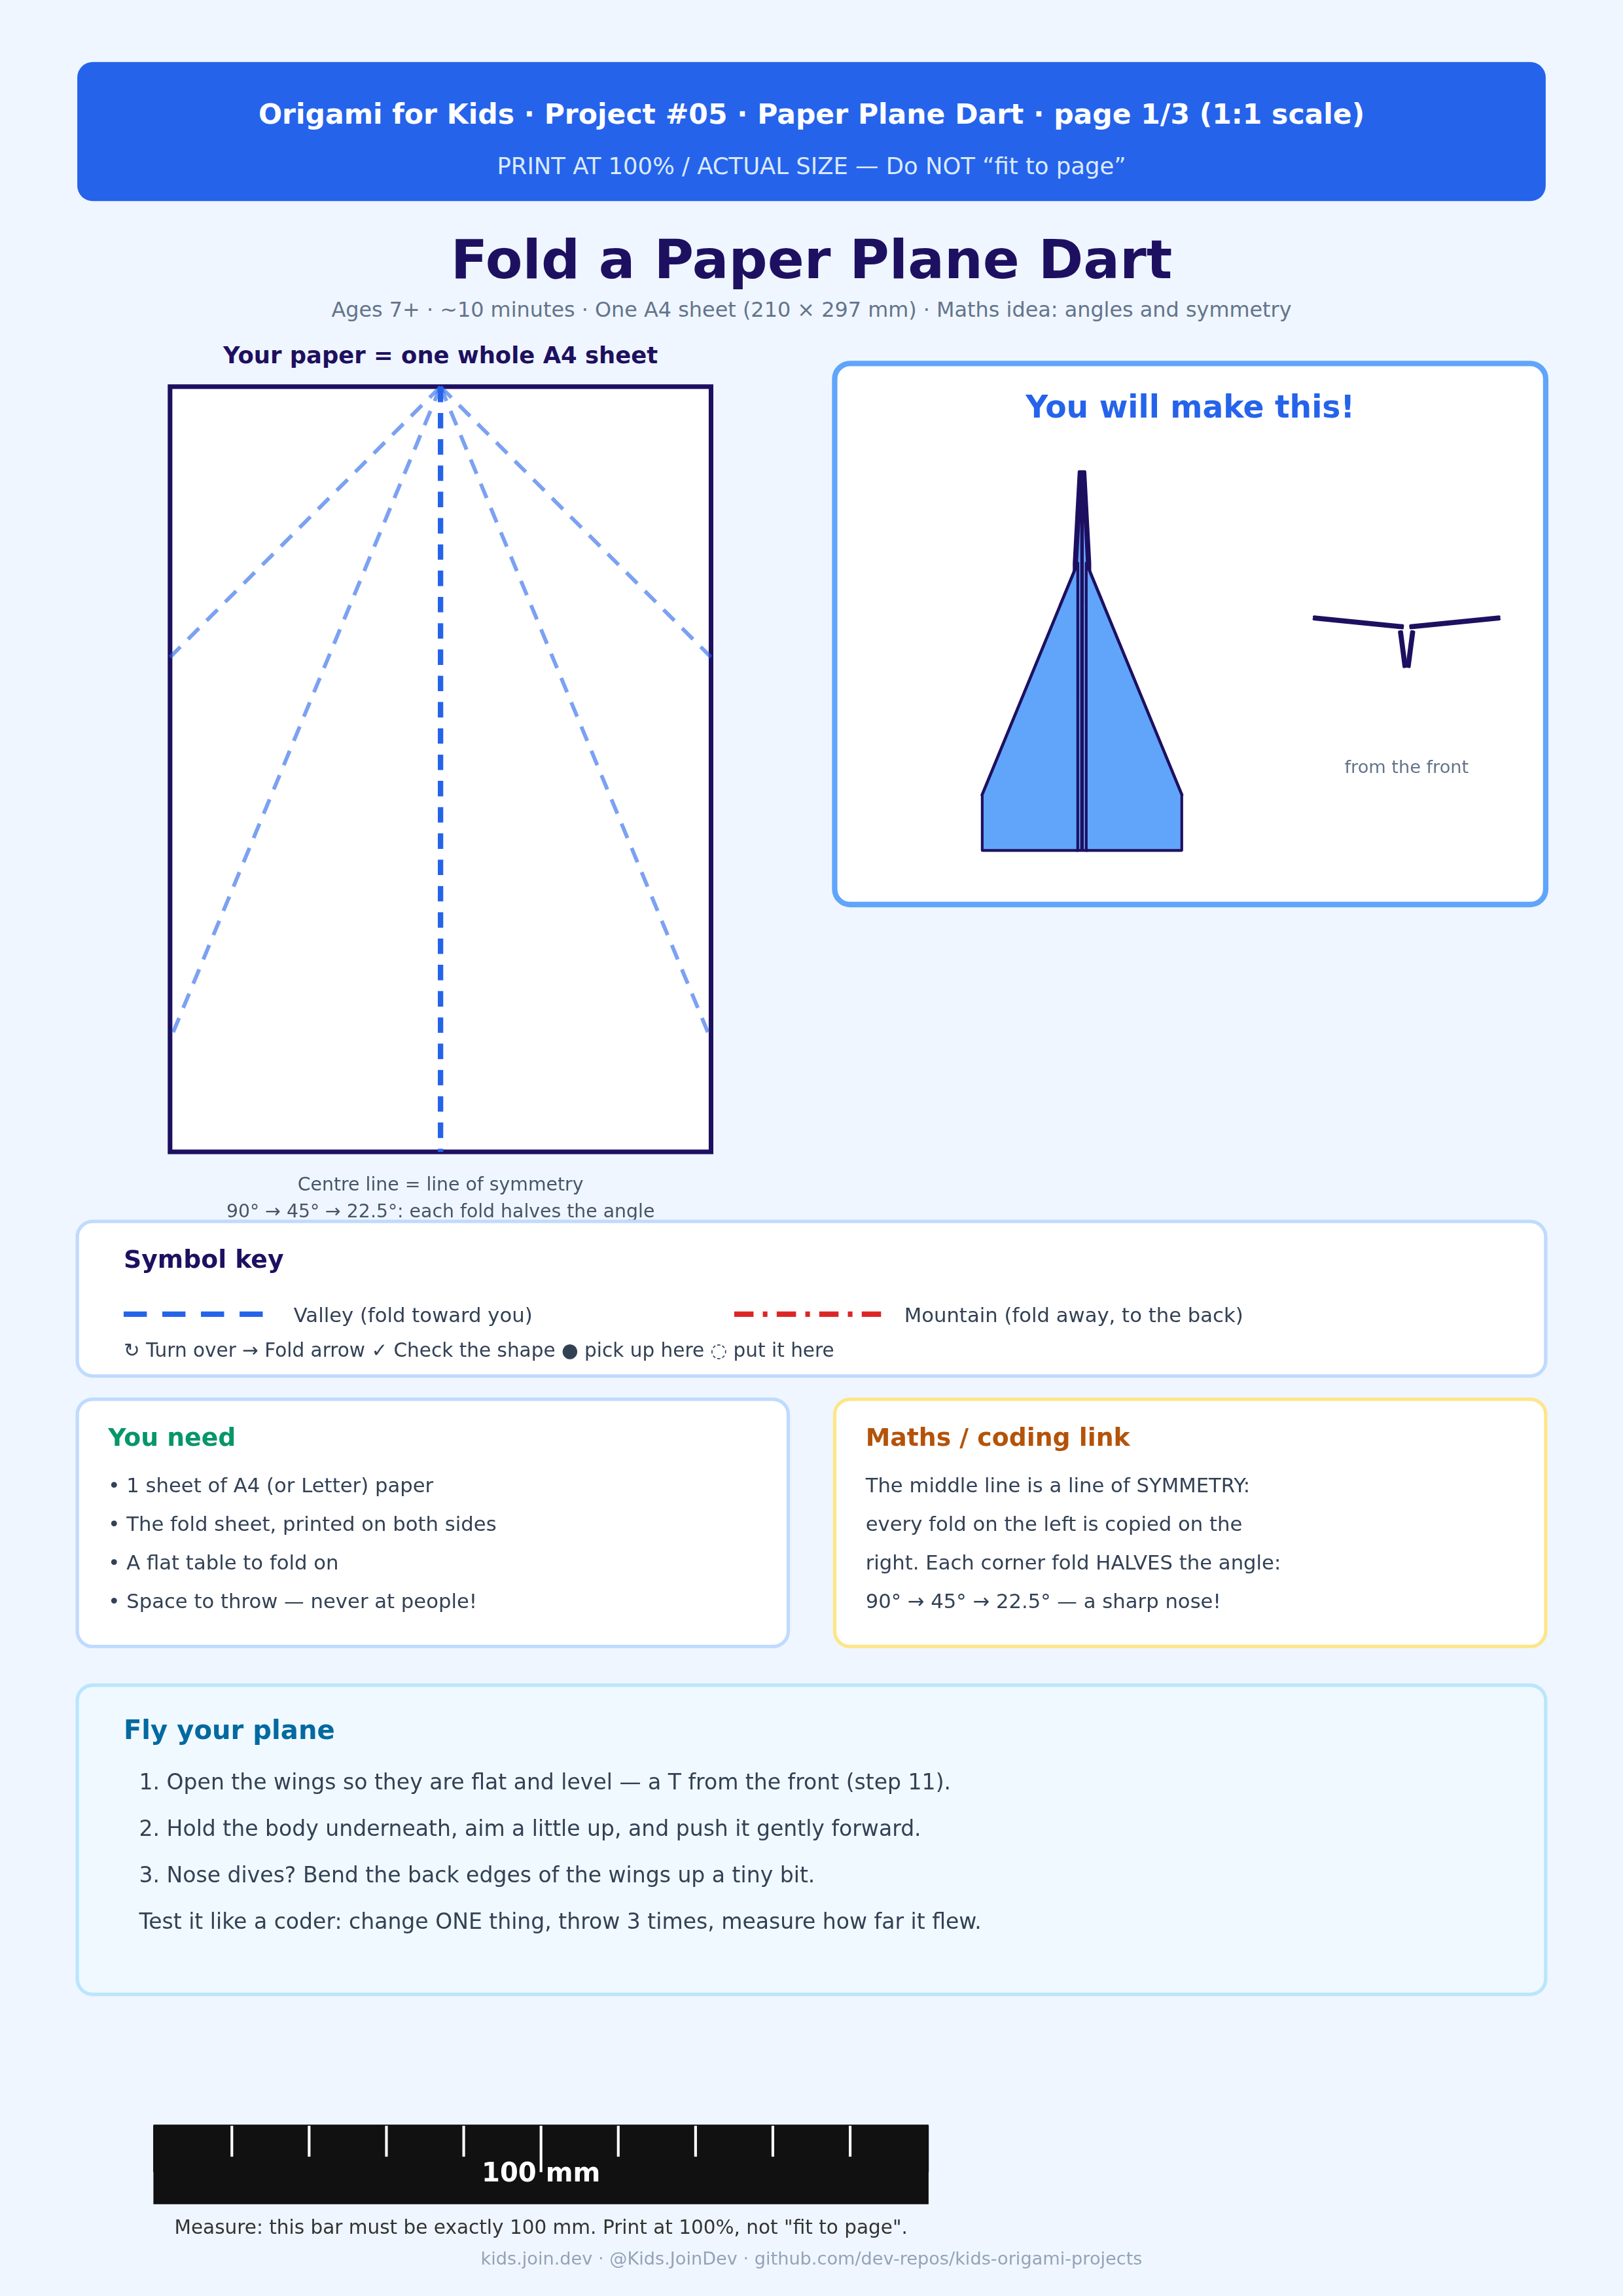 Origami for Kids · Project #05 · Paper Plane Dart · page 1/3 (1:1 scale)
PRINT AT 100% / ACTUAL SIZE — Do NOT “fit to page”
Fold a Paper Plane Dart
Ages 7+ · ~10 minutes · One A4 sheet (210 × 297 mm) · Maths idea: angles and symmetry
Your paper = one whole A4 sheet
You will make this!
from the front
Centre line = line of symmetry
90° → 45° → 22.5°: each fold halves the angle
Symbol key
Valley (fold toward you)
Mountain (fold away, to the back)
↻ Turn over → Fold arrow ✓ Check the shape ● pick up here ◌ put it here
You need
• 1 sheet of A4 (or Letter) paper
• The fold sheet, printed on both sides
• A flat table to fold on
• Space to throw — never at people!
Maths / coding link
The middle line is a line of SYMMETRY:
every fold on the left is copied on the
right. Each corner fold HALVES the angle:
90° → 45° → 22.5° — a sharp nose!
Fly your plane
1. Open the wings so they are flat and level — a T from the front (step 11).
2. Hold the body underneath, aim a little up, and push it gently forward.
3. Nose dives? Bend the back edges of the wings up a tiny bit.
Test it like a coder: change ONE thing, throw 3 times, measure how far it flew.
100 mm
Measure: this bar must be exactly 100 mm. Print at 100%, not "fit to page".
kids.join.dev · @Kids.JoinDev · github.com/dev-repos/kids-origami-projects